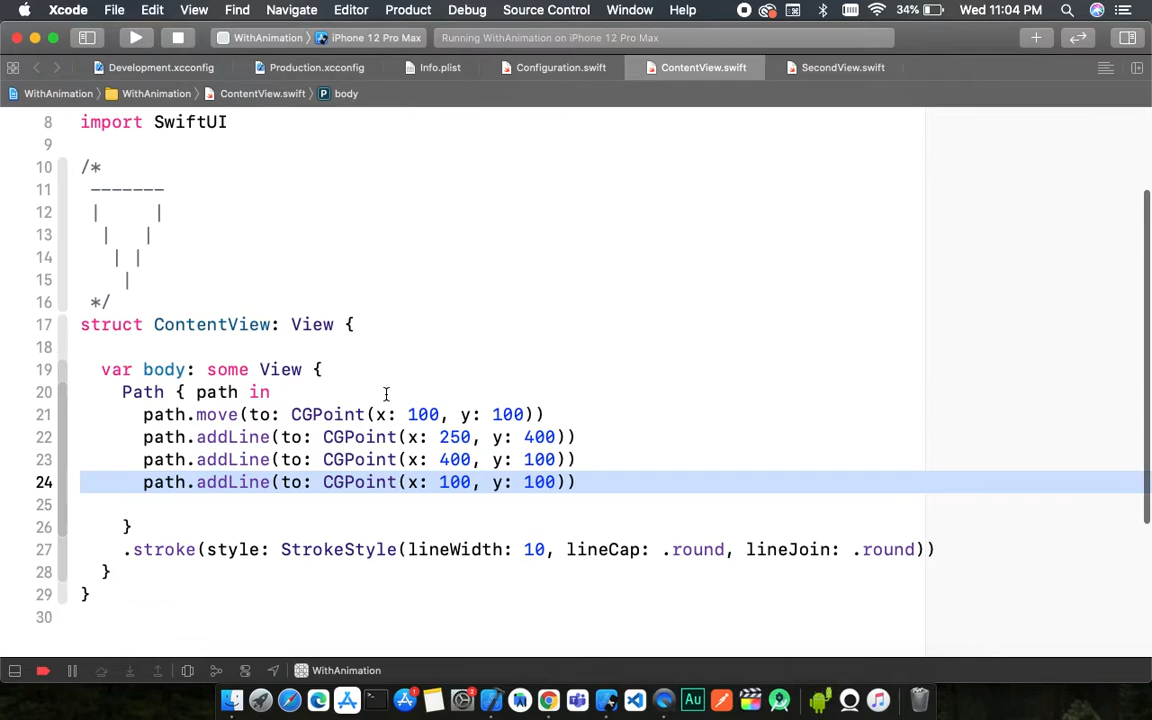 Xcode File Edit View Find Navigate Editor Product Debug Source Control Window Help 34% Wed 11:04 PM
WithAnimation 〉 iPhone 12 Pro Max Running WithAnimation on iPhone 12 Pro Max
Development.xcconfig Production.xcconfig Info.plist Configuration.swift ContentView.swift SecondView.swift
WithAnimation 〉 WithAnimation 〉 ContentView.swift 〉 P body
8 import SwiftUI
9
10 /*
11 -------
12 |     |
13 |   |
14 | |
15 |
16 */
17 struct ContentView: View {
18
19 var body: some View {
20 Path { path in
21 path.move(to: CGPoint(x: 100, y: 100))
22 path.addLine(to: CGPoint(x: 250, y: 400))
23 path.addLine(to: CGPoint(x: 400, y: 100))
24 path.addLine(to: CGPoint(x: 100, y: 100))
25
26 }
27 .stroke(style: StrokeStyle(lineWidth: 10, lineCap: .round, lineJoin: .round))
28 }
29 }
30
WithAnimation
1 2 Au